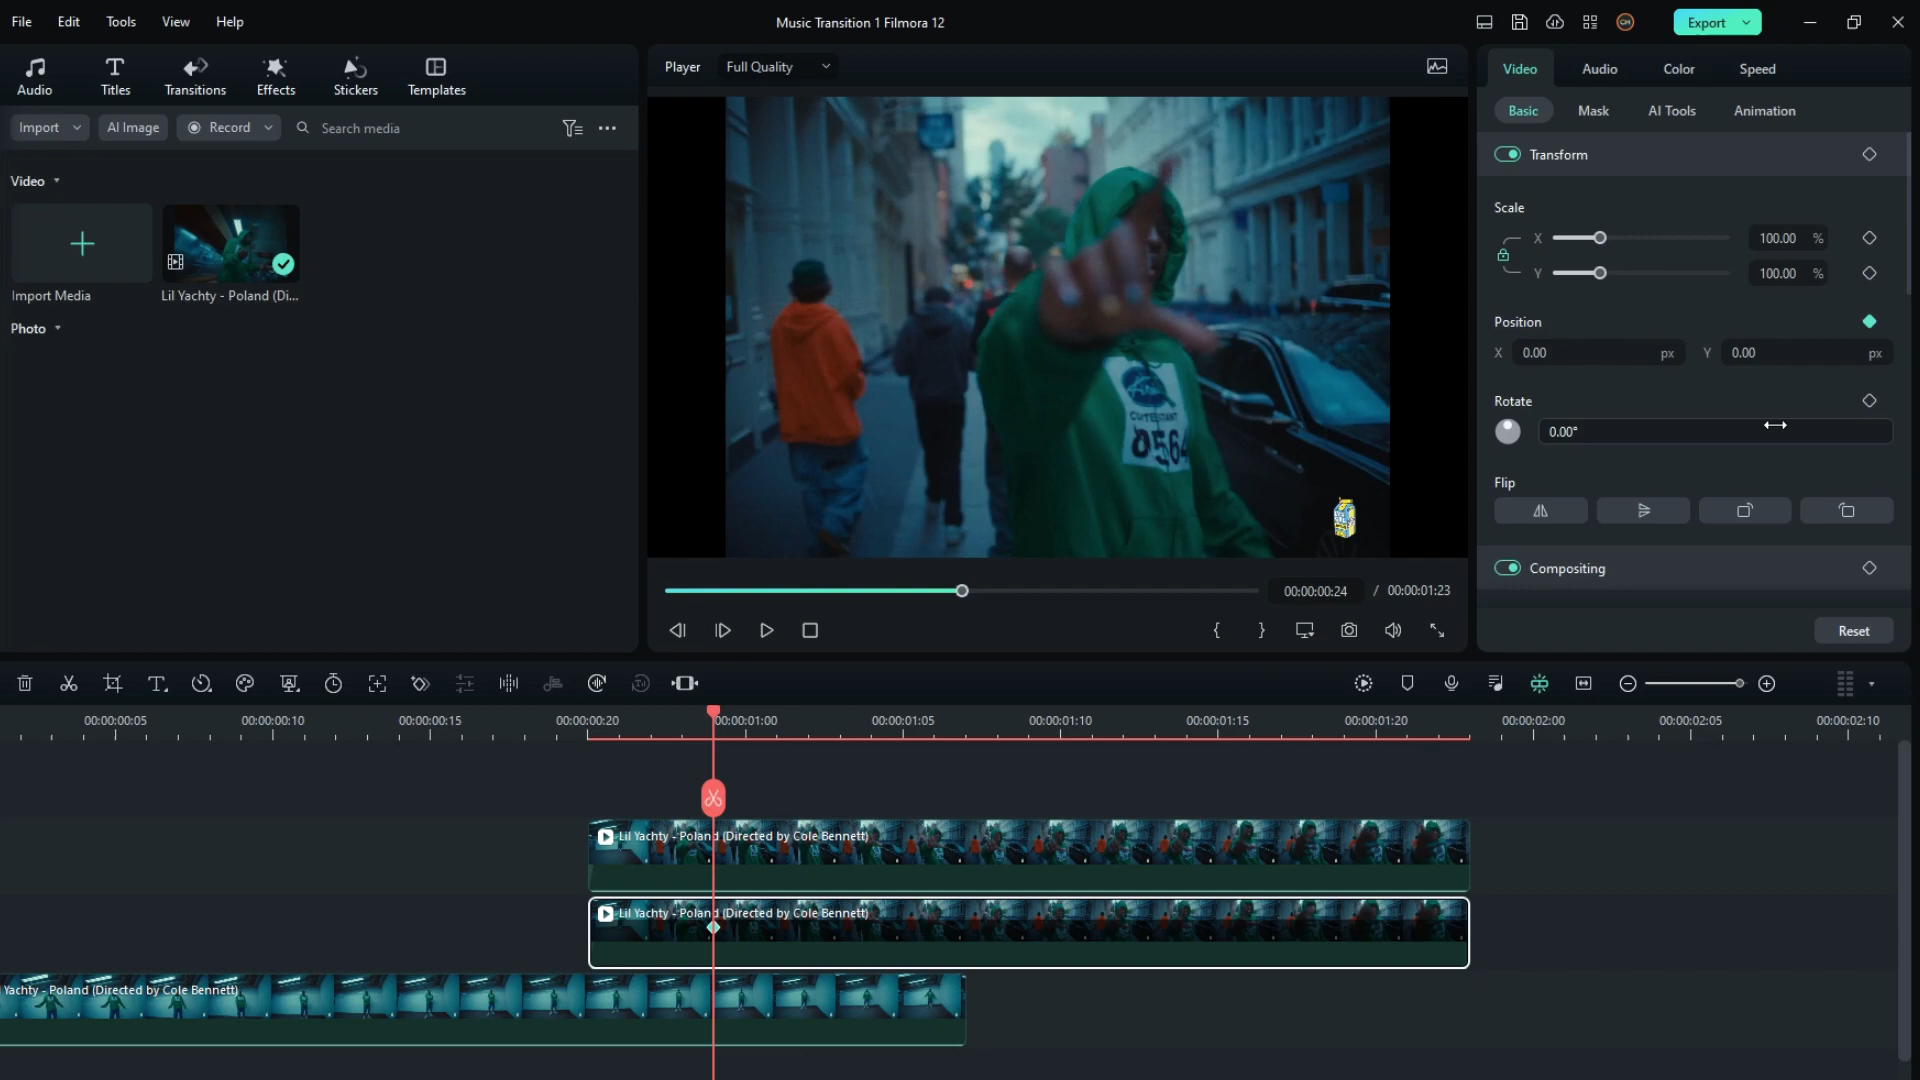 File Edit Tools View Help
Music Transition 1 Filmora 12
Export
Audio Titles Transitions Effects Stickers Templates
Import AI Image Record Search media
Video
Import Media
Lil Yachty - Poland (Di...
Photo
Player Full Quality
8564
00:00:00:24 / 00:00:01:23
{ }
Video Audio Color Speed
Basic Mask AI Tools Animation
Transform
Scale
X 100.00 %
Y 100.00 %
Position
X 0.00 px Y 0.00 px
Rotate
0.00°
Flip
Compositing
Reset
00:00:00:05 00:00:00:10 00:00:00:15 00:00:00:20 00:00:01:00 00:00:01:05 00:00:01:10 00:00:01:15 00:00:01:20 00:00:02:00 00:00:02:05 00:00:02:10
Lil Yachty - Poland (Directed by Cole Bennett)
Lil Yachty - Poland (Directed by Cole Bennett)
Yachty - Poland (Directed by Cole Bennett)